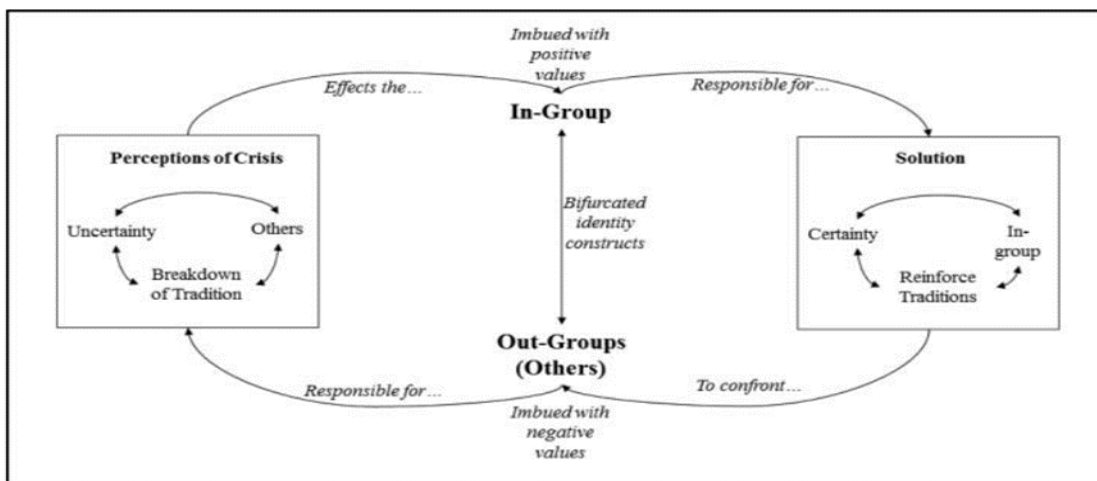 Imbued with
positive
values
Effects the…
Responsible for…
In-Group
Perceptions of Crisis
Uncertainty
Others
Breakdown
of Tradition
Bifurcated
identity
constructs
Solution
Certainty
In-
group
Reinforce
Traditions
Out-Groups
(Others)
Responsible for…
To confront…
Imbued with
negative
values